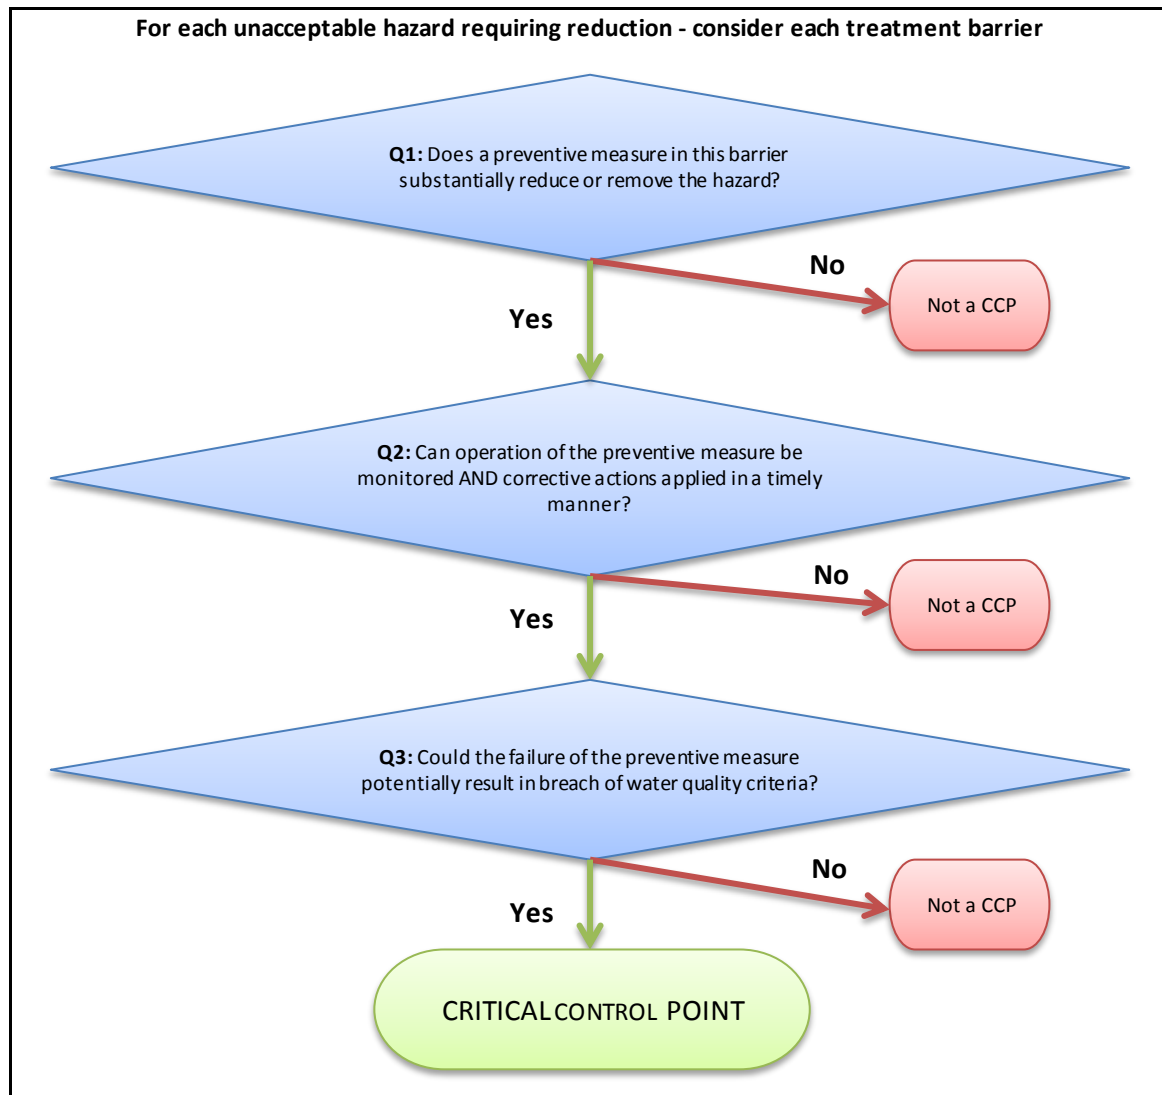 For each unacceptable hazard requiring reduction - consider each treatment barrier
Q1: Does a preventive measure in this barrier
substantially reduce or remove the hazard?
No
Not a CCP
Yes
Q2: Can operation of the preventive measure be
monitored AND corrective actions applied in a timely
manner?
No
Not a CCP
Yes
Q3: Could the failure of the preventive measure
potentially result in breach of water quality criteria?
No
Not a CCP
Yes
CRITICAL CONTROL POINT